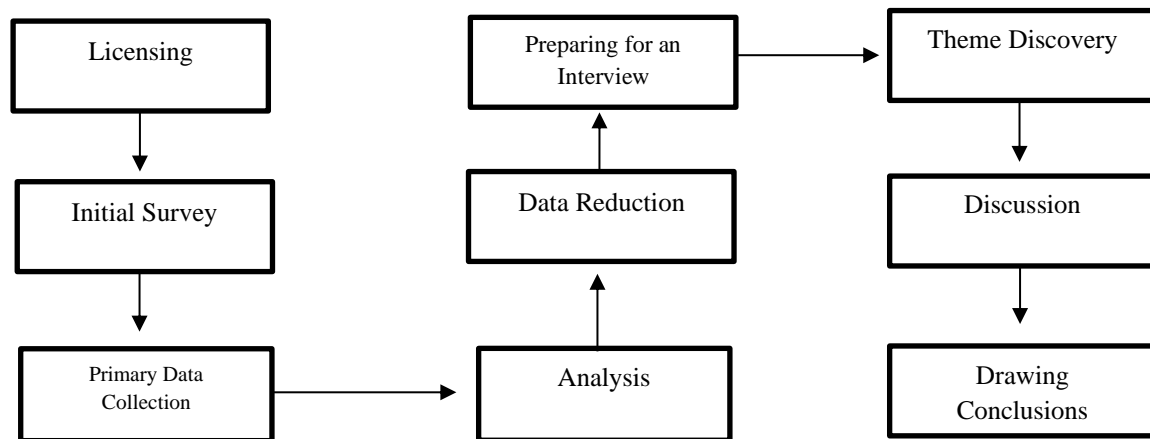 Licensing
Initial Survey
Primary Data
Collection
Analysis
Data Reduction
Preparing for an
Interview
Theme Discovery
Discussion
Drawing
Conclusions